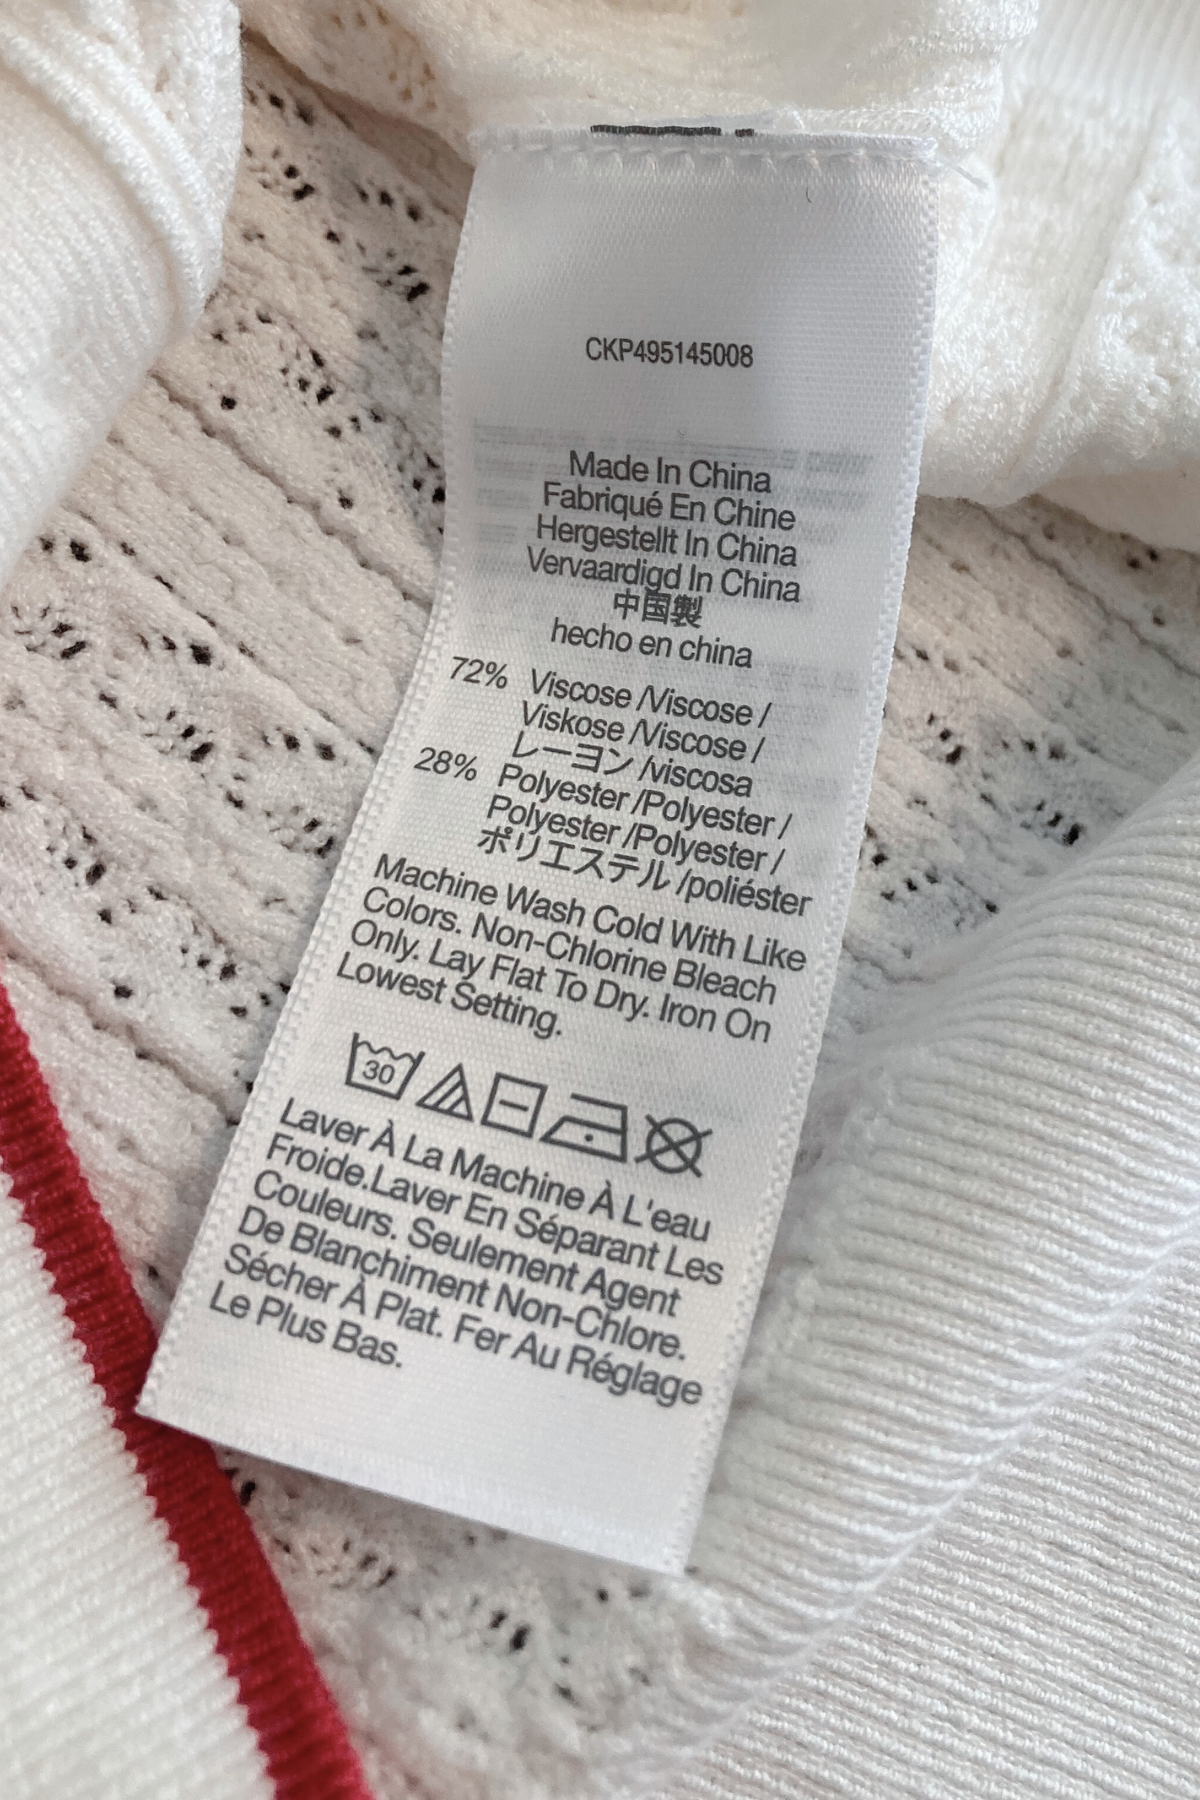 CKP495145008
Made In China
Fabriqué En Chine
Hergestellt In China
Vervaardigd In China
中国製
hecho en china
72% Viscose /Viscose /
Viskose /Viscose /
レーヨン /viscosa
28% Polyester /Polyester /
Polyester /Polyester /
ポリエステル /poliéster
Machine Wash Cold With Like
Colors. Non-Chlorine Bleach
Only. Lay Flat To Dry. Iron On
Lowest Setting.
30
Laver À La Machine À L'eau
Froide.Laver En Séparant Les
Couleurs. Seulement Agent
De Blanchiment Non-Chlore.
Sécher À Plat. Fer Au Réglage
Le Plus Bas.